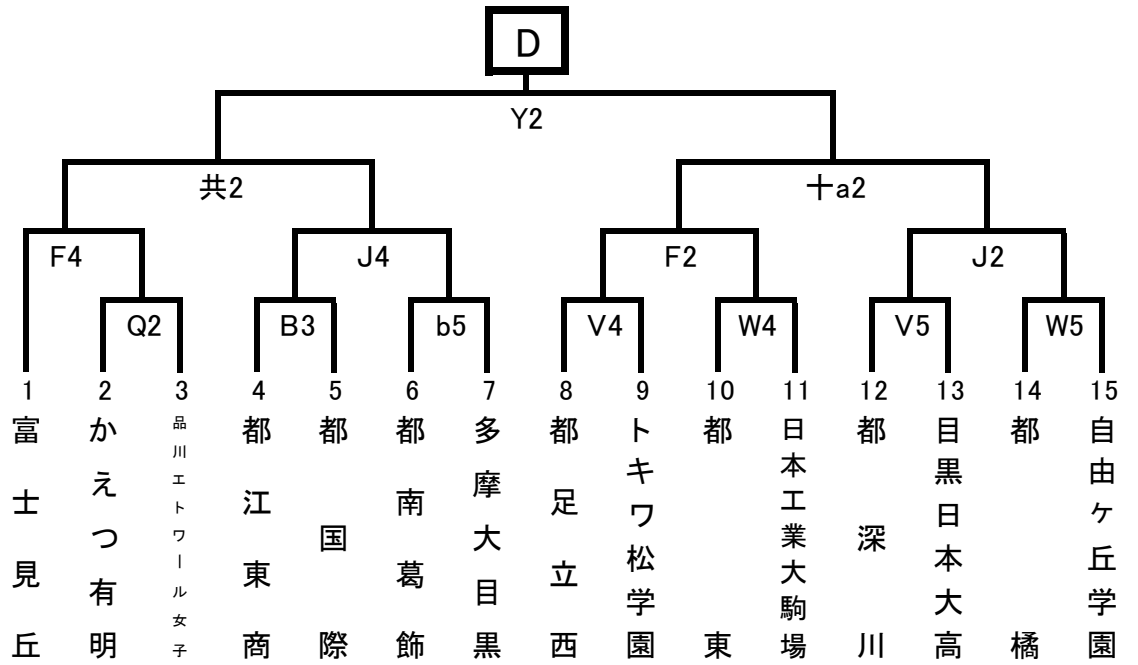 D
Y2
共2
十a2
F4
J4
F2
J2
Q2
B3
b5
V4
W4
V5
W5
1
2
3
4
5
6
7
8
9
10
11
12
13
14
15
富士見丘
かえつ有明
品川エトワール女子
都江東商
都国際
都南葛飾
多摩大目黒
都足立西
トキワ松学園
都東
日本工業大駒場
都深川
目黒日本大高
都橘
自由ケ丘学園